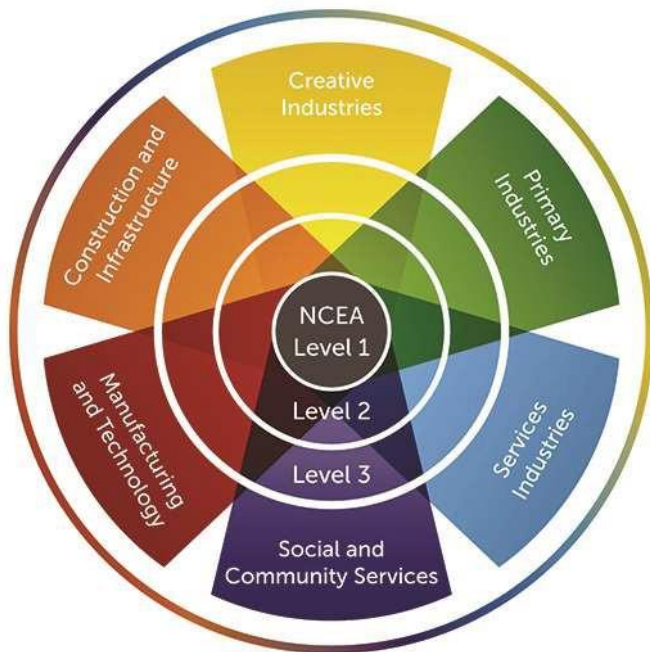 Creative
Industries
Primary
Industries
Services
Industries
Social and
Community Services
Manufacturing
and Technology
Construction and
Infrastructure
NCEA
Level 1
Level 2
Level 3